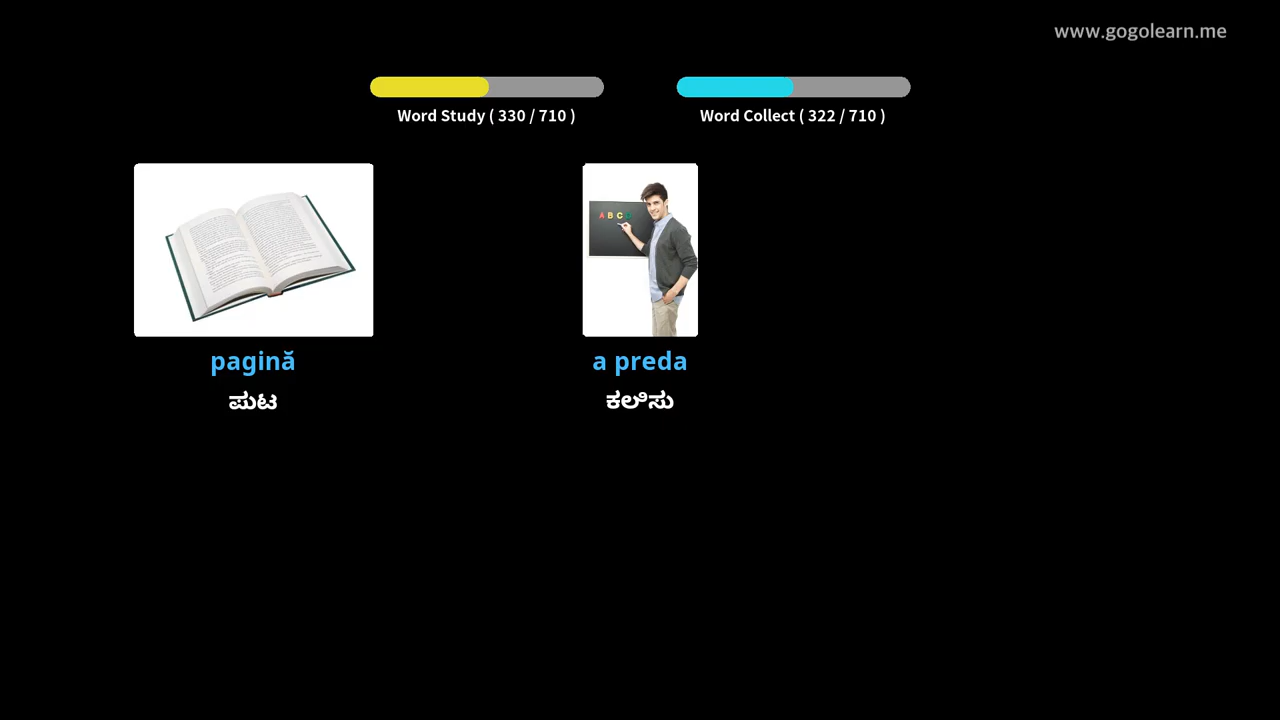 www.gogolearn.me
Word Study ( 330 / 710 )
Word Collect ( 322 / 710 )
A B C D
pagină
a preda
ಪುಟ
ಕಲಿಸು